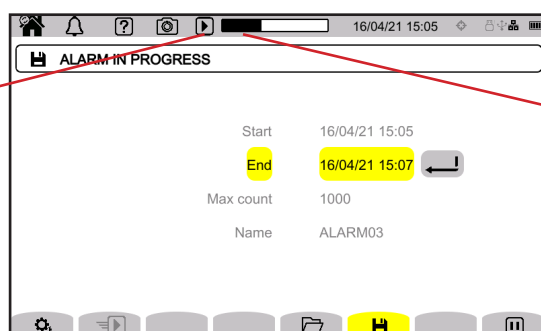 16/04/21 15:05
ALARM IN PROGRESS
Start 16/04/21 15:05
End 16/04/21 15:07
Max count 1000
Name ALARM03